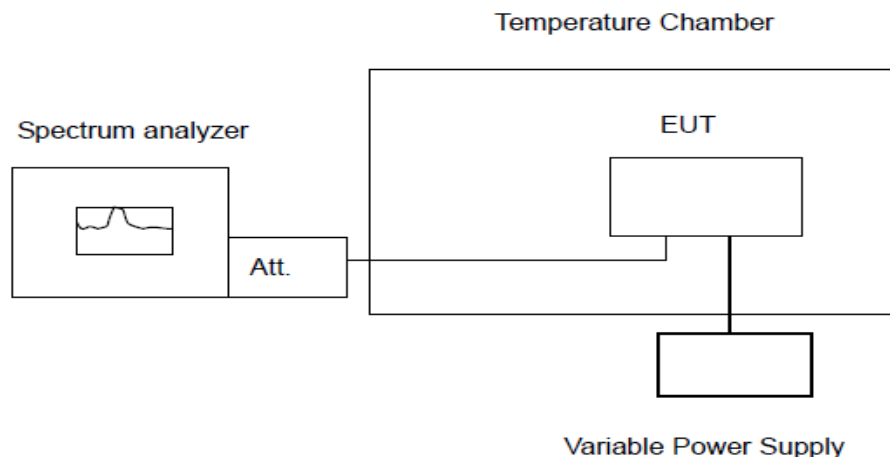 Temperature Chamber
Spectrum analyzer
EUT
Att.
Variable Power Supply